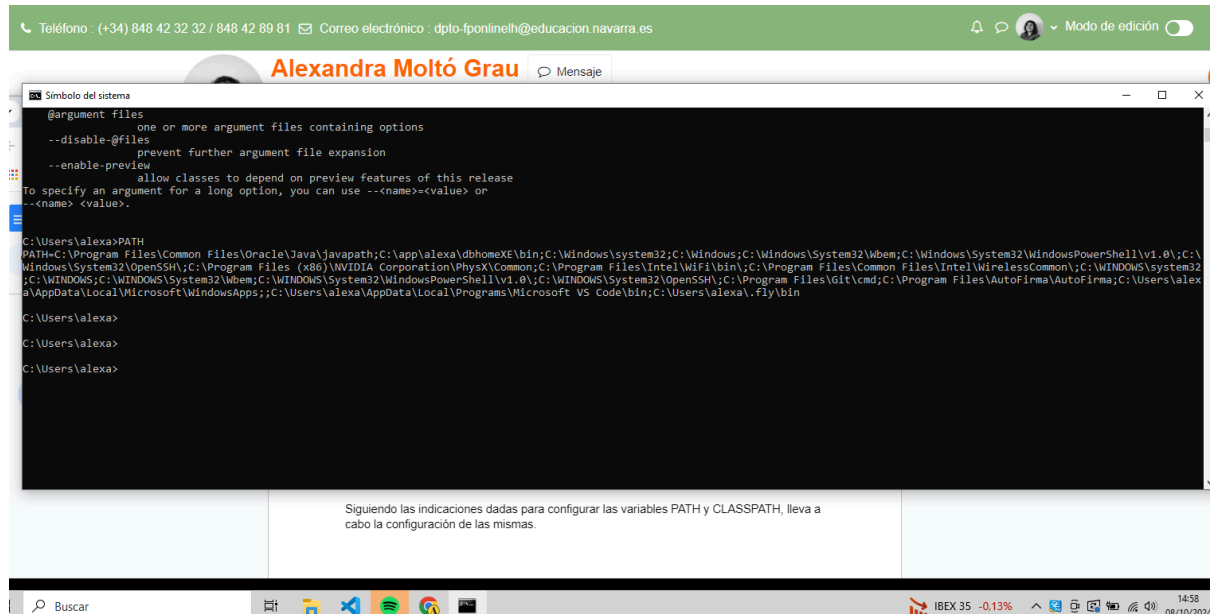 Teléfono : (+34) 848 42 32 32 / 848 42 89 81 Correo electrónico : dpto-fponlinelh@educacion.navarra.es
Modo de edición
Alexandra Moltó Grau
Mensaje
Símbolo del sistema
@argument files
one or more argument files containing options
--disable-@files
prevent further argument file expansion
--enable-preview
allow classes to depend on preview features of this release
To specify an argument for a long option, you can use --<name>=<value> or
--<name> <value>.
C:\Users\alexa>PATH
PATH=C:\Program Files\Common Files\Oracle\Java\javapath;C:\app\alexa\dbhomeXE\bin;C:\Windows\system32;C:\Windows;C:\Windows\System32\Wbem;C:\Windows\System32\WindowsPowerShell\v1.0\;C:\
Windows\System32\OpenSSH\;C:\Program Files (x86)\NVIDIA Corporation\PhysX\Common;C:\Program Files\Intel\WiFi\bin\;C:\Program Files\Common Files\Intel\WirelessCommon\;C:\WINDOWS\system32
;C:\WINDOWS;C:\WINDOWS\System32\Wbem;C:\WINDOWS\System32\WindowsPowerShell\v1.0\;C:\WINDOWS\System32\OpenSSH\;C:\Program Files\Git\cmd;C:\Program Files\AutoFirma\AutoFirma;C:\Users\alex
a\AppData\Local\Microsoft\WindowsApps;;C:\Users\alexa\AppData\Local\Programs\Microsoft VS Code\bin;C:\Users\alexa\.fly\bin
C:\Users\alexa>
C:\Users\alexa>
C:\Users\alexa>
Siguiendo las indicaciones dadas para configurar las variables PATH y CLASSPATH, lleva a
cabo la configuración de las mismas.
Buscar
IBEX 35 -0,13%
14:58